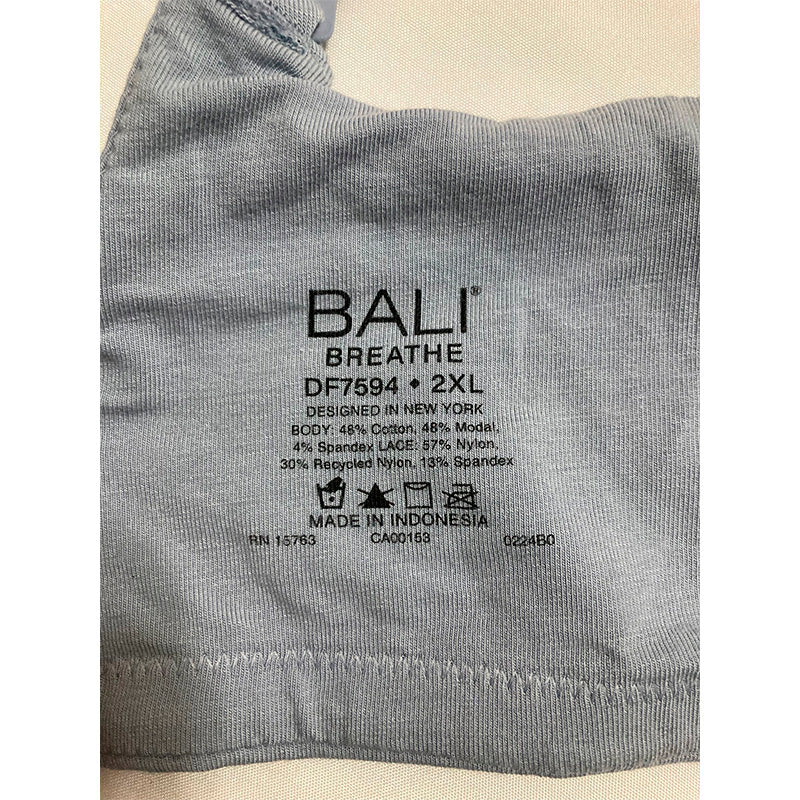 BALI®
BREATHE
DF7594 • 2XL
DESIGNED IN NEW YORK
BODY: 48% Cotton, 48% Modal,
4% Spandex LACE: 57% Nylon,
30% Recycled Nylon, 13% Spandex
MADE IN INDONESIA
RN 15763 CA00153 0224B0